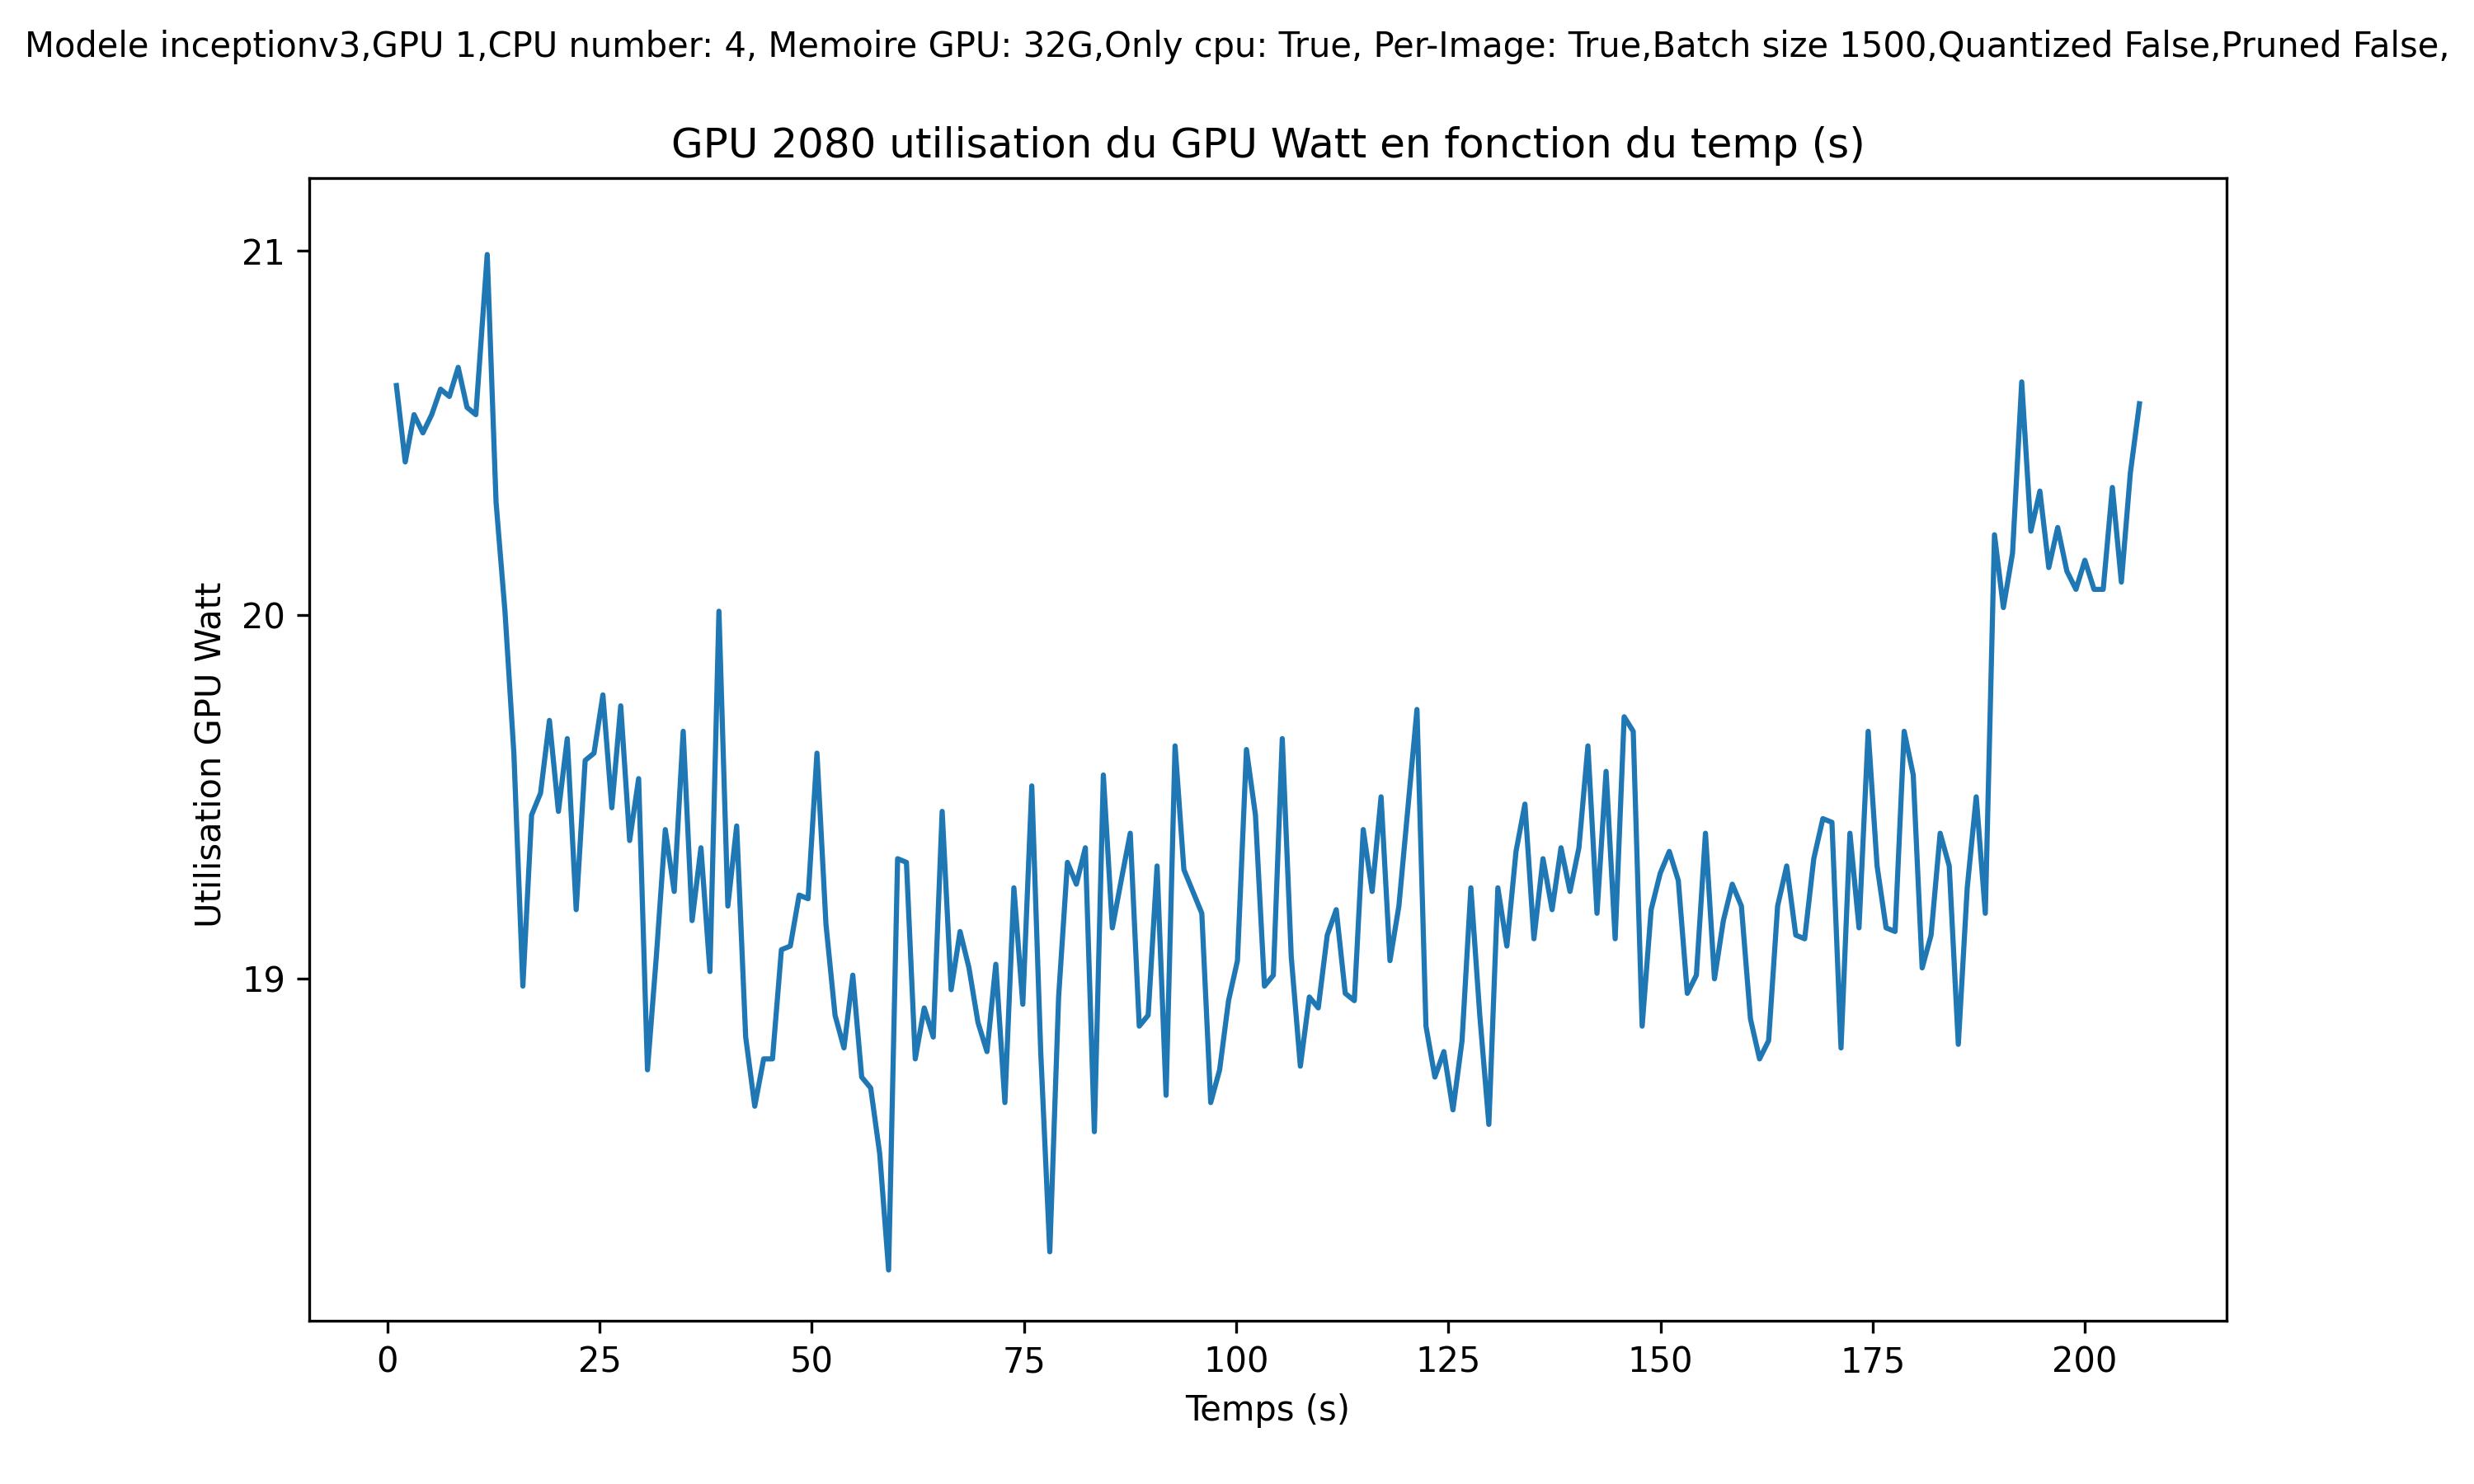 Modele inceptionv3,GPU 1,CPU number: 4, Memoire GPU: 32G,Only cpu: True, Per-Image: True,Batch size 1500,Quantized False,Pruned False,
GPU 2080 utilisation du GPU Watt en fonction du temp (s)
Utilisation GPU Watt
21
20
19
0 25 50 75 100 125 150 175 200
Temps (s)